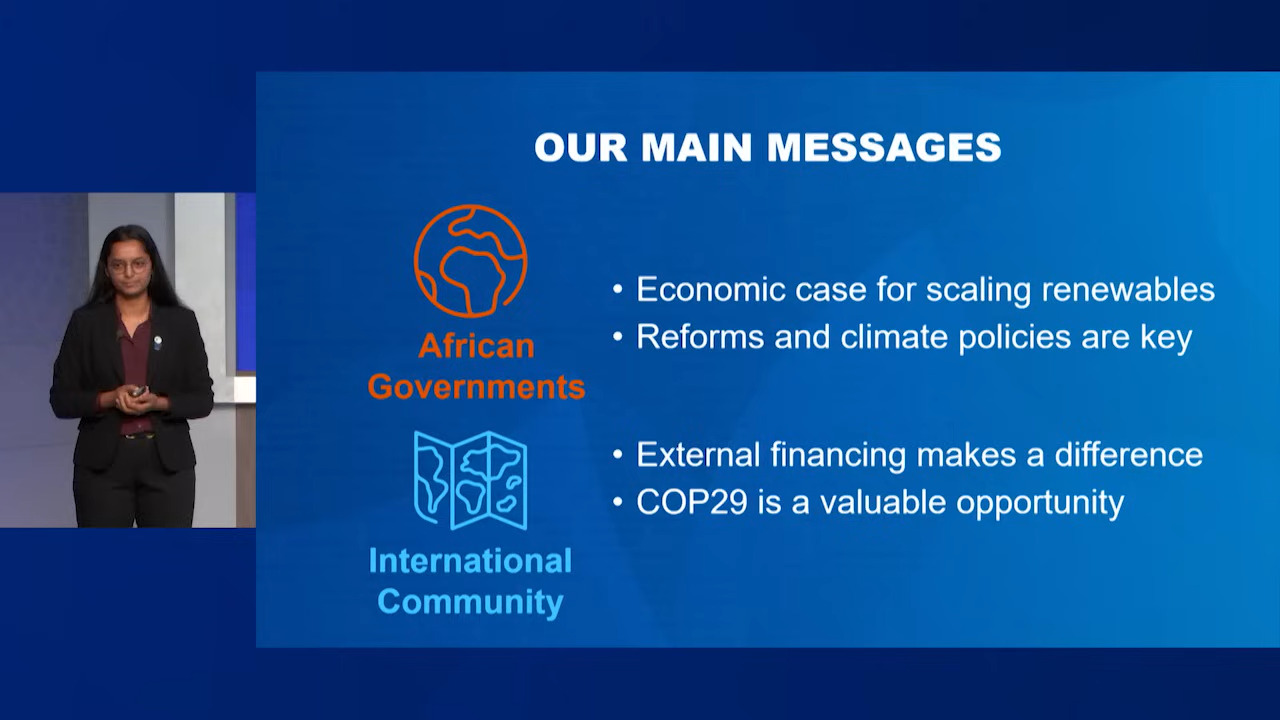 OUR MAIN MESSAGES
African
Governments
• Economic case for scaling renewables
• Reforms and climate policies are key
International
Community
• External financing makes a difference
• COP29 is a valuable opportunity